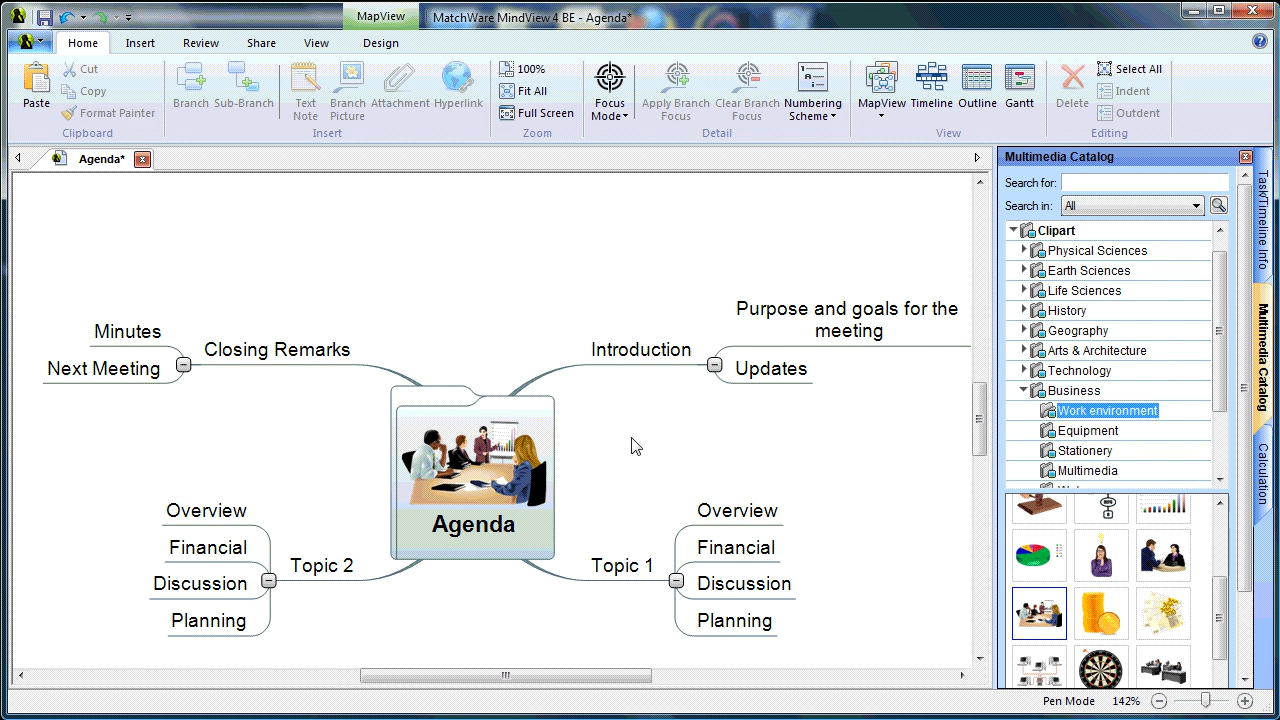 MapView
MatchWare MindView 4 BE - Agenda*
Home
Insert
Review
Share
View
Design
Paste
Cut
Copy
Format Painter
Clipboard
Branch
Sub-Branch
Text Note
Branch Picture
Attachment
Hyperlink
Insert
100%
Fit All
Full Screen
Zoom
Focus Mode
Apply Branch Focus
Clear Branch Focus
Numbering Scheme
Detail
MapView
Timeline
Outline
Gantt
View
Delete
Select All
Indent
Outdent
Editing
Agenda*
Minutes
Next Meeting
Closing Remarks
Introduction
Purpose and goals for the
meeting
Updates
Agenda
Overview
Financial
Discussion
Planning
Topic 2
Topic 1
Overview
Financial
Discussion
Planning
Multimedia Catalog
Search for:
Search in:
All
Clipart
Physical Sciences
Earth Sciences
Life Sciences
History
Geography
Arts & Architecture
Technology
Business
Work environment
Equipment
Stationery
Multimedia
Task/Timeline Info
Multimedia Catalog
Calculation
Pen Mode
142%